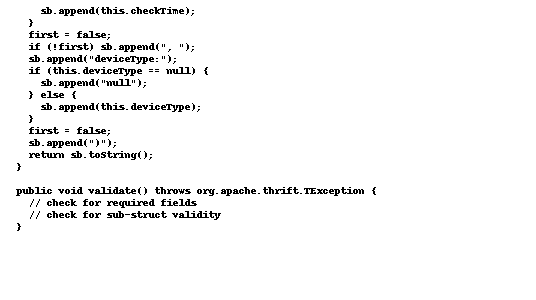 sb.append(this.checkTime);
}
first = false;
if (!first) sb.append(", ");
sb.append("deviceType:");
if (this.deviceType == null) {
sb.append("null");
} else {
sb.append(this.deviceType);
}
first = false;
sb.append(")");
return sb.toString();
}
public void validate() throws org.apache.thrift.TException {
// check for required fields
// check for sub-struct validity
}